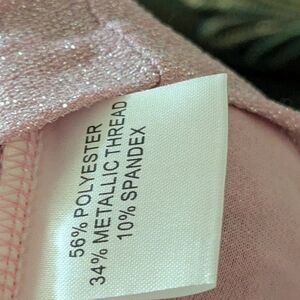 56% POLYESTER
34% METALLIC THREAD
10% SPANDEX